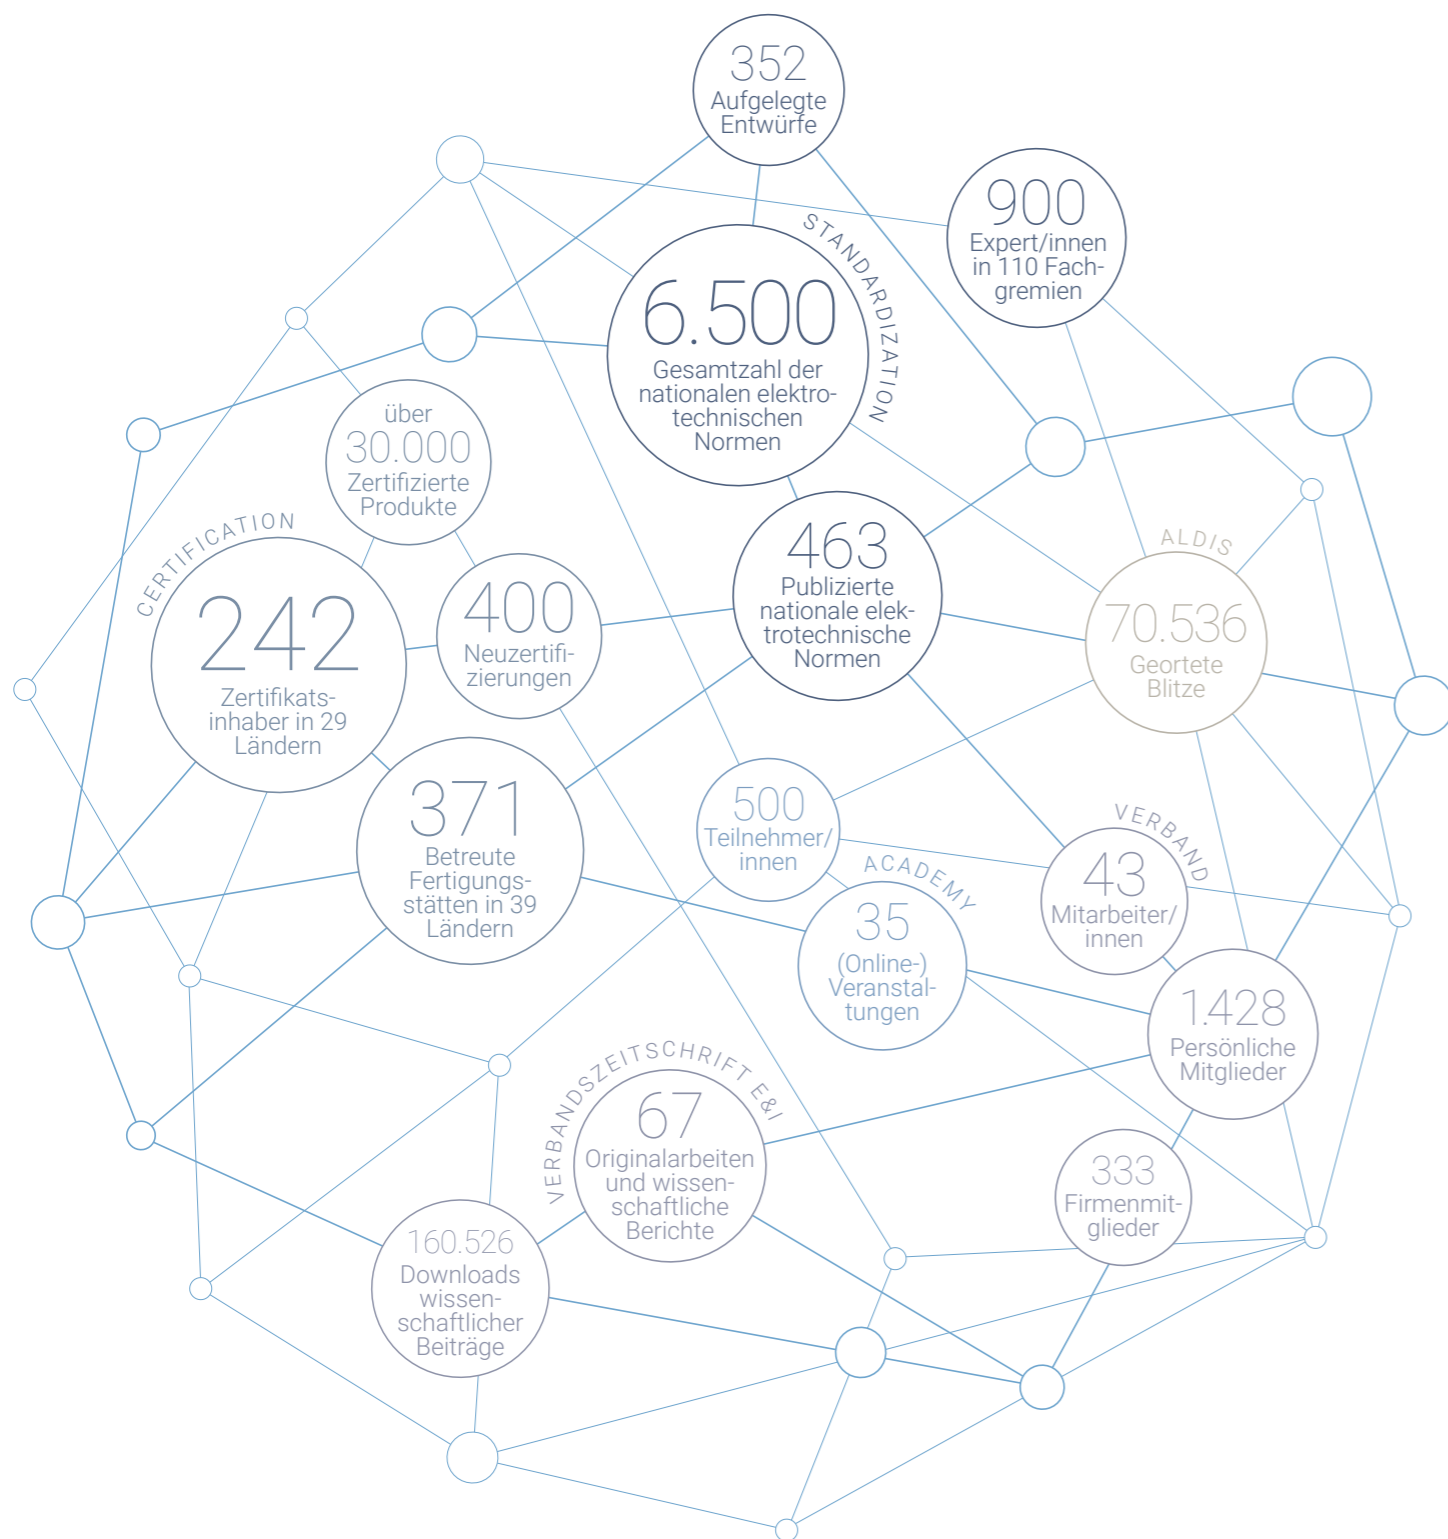 352
Aufgelegte
Entwürfe
900
Expert/innen
in 110 Fach-
gremien
STANDARDIZATION
6.500
Gesamtzahl der
nationalen elektro-
technischen
Normen
über
30.000
Zertifizierte
Produkte
CERTIFICATION
242
Zertifikats-
inhaber in 29
Ländern
400
Neuzertifi-
zierungen
463
Publizierte
nationale elek-
trotechnische
Normen
ALDIS
70.536
Geortete
Blitze
371
Betreute
Fertigungs-
stätten in 39
Ländern
500
Teilnehmer/
innen
ACADEMY
35
(Online-)
Veranstal-
tungen
VERBAND
43
Mitarbeiter/
innen
1.428
Persönliche
Mitglieder
VERBANDSZEITSCHRIFT E&I
67
Originalarbeiten
und wissen-
schaftliche
Berichte
333
Firmenmit-
glieder
160.526
Downloads
wissen-
schaftlicher
Beiträge